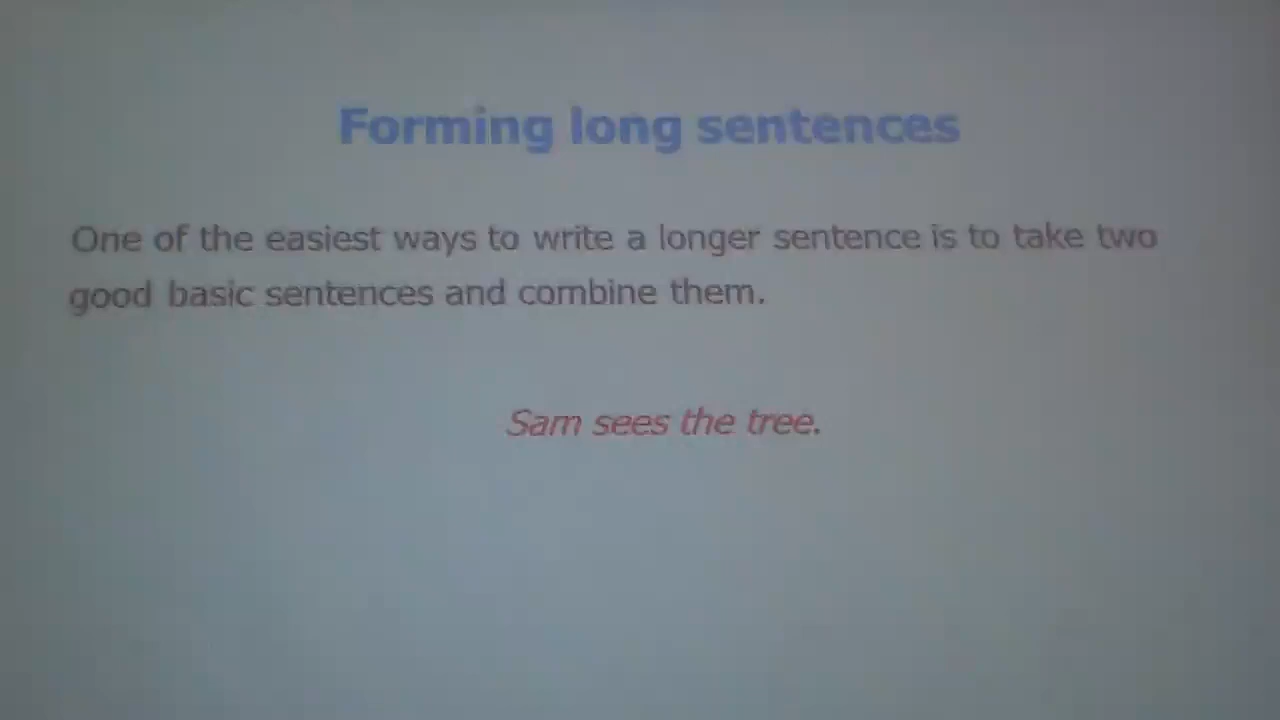 Forming long sentences
One of the easiest ways to write a longer sentence is to take two
good basic sentences and combine them.
Sam sees the tree.